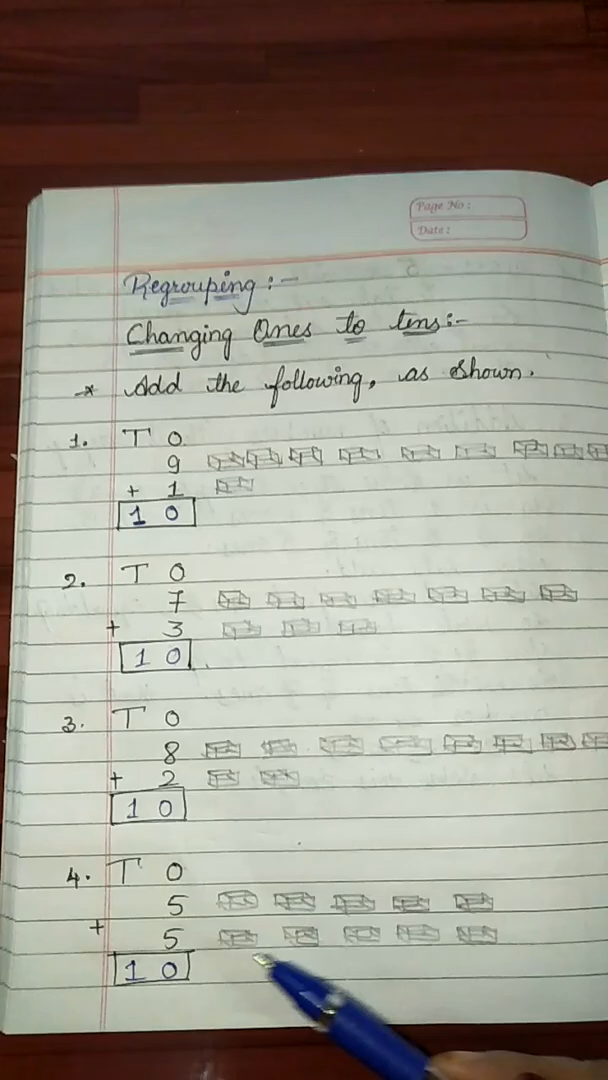 Page No :
Date :
Regrouping :-
Changing Ones to tens:-
* Add the following, as shown.
1. T O
9
+ 1
1 0
2. T O
7
+ 3
1 0
3. T O
8
+ 2
1 0
4. T O
5
+ 5
1 0